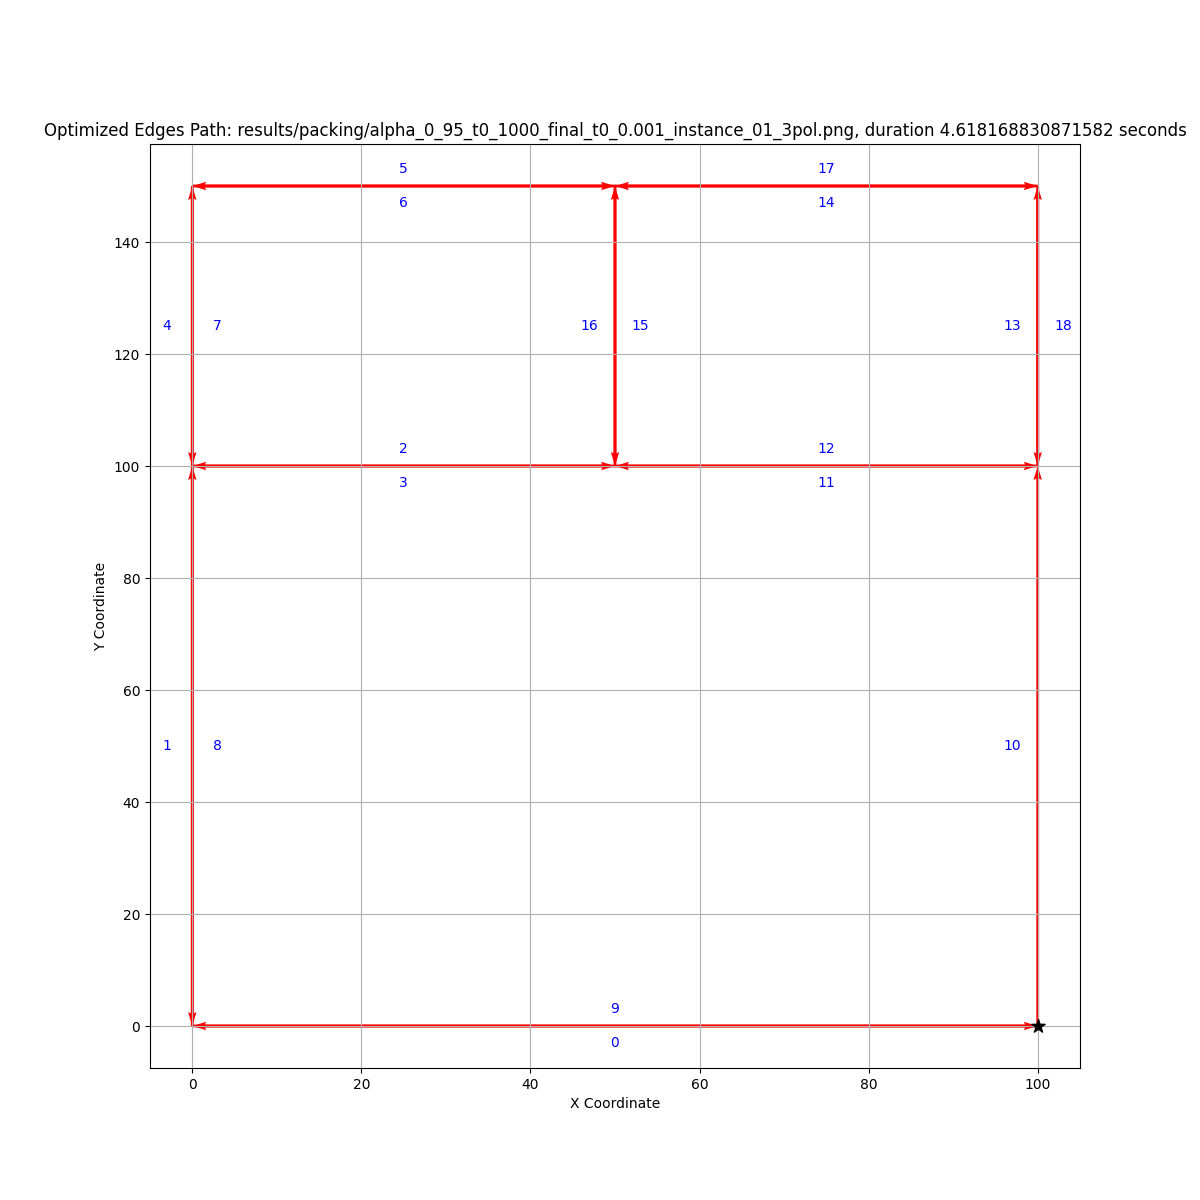 Optimized Edges Path: results/packing/alpha_0_95_t0_1000_final_t0_0.001_instance_01_3pol.png, duration 4.618168830871582 seconds
5 17
6 14
140
4 7 16 15 13 18
120
2 12
100
3 11
80
Y Coordinate
60
1 8 10
40
20
9
0
0
0 20 40 60 80 100
X Coordinate